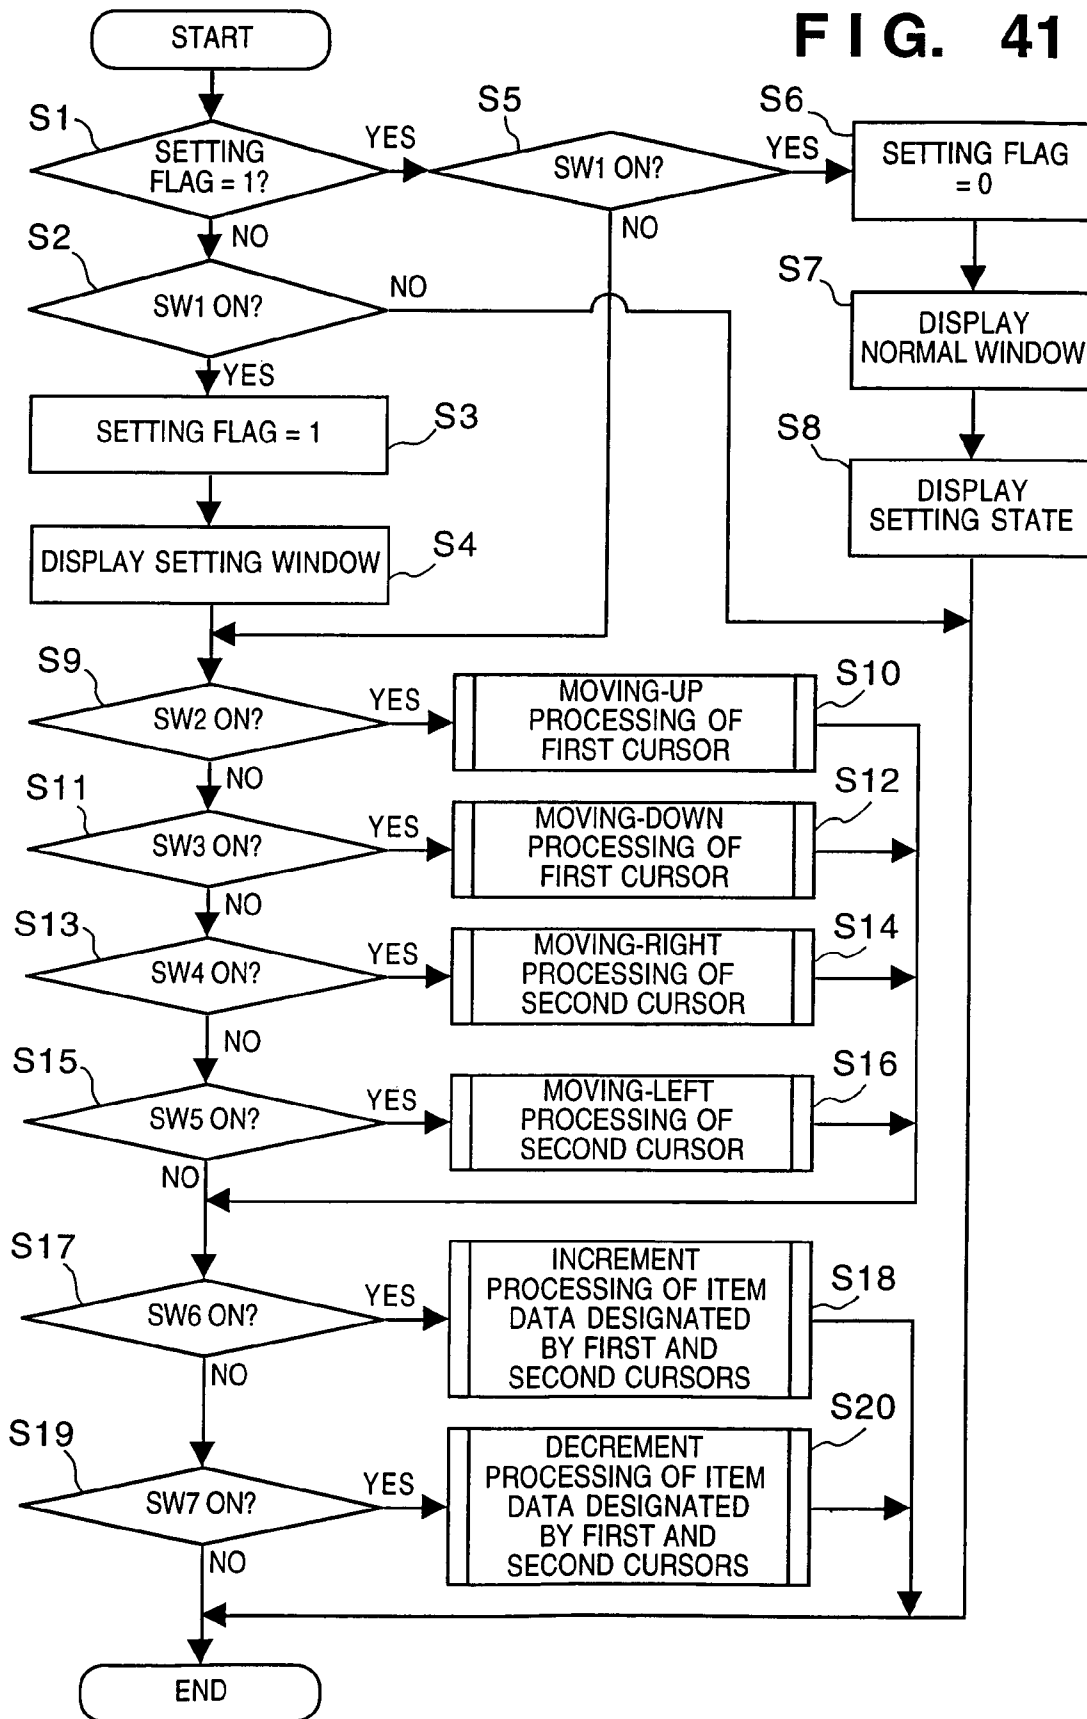 FIG. 41
START
S1
SETTING
FLAG = 1?
YES
NO
S5
SW1 ON?
YES
NO
S6
SETTING FLAG
= 0
S2
SW1 ON?
NO
YES
S7
DISPLAY
NORMAL WINDOW
S3
SETTING FLAG = 1
S8
DISPLAY
SETTING STATE
S4
DISPLAY SETTING WINDOW
S9
SW2 ON?
YES
NO
S10
MOVING-UP
PROCESSING OF
FIRST CURSOR
S11
SW3 ON?
YES
NO
S12
MOVING-DOWN
PROCESSING OF
FIRST CURSOR
S13
SW4 ON?
YES
NO
S14
MOVING-RIGHT
PROCESSING OF
SECOND CURSOR
S15
SW5 ON?
YES
NO
S16
MOVING-LEFT
PROCESSING OF
SECOND CURSOR
S17
SW6 ON?
YES
NO
S18
INCREMENT
PROCESSING OF ITEM
DATA DESIGNATED
BY FIRST AND
SECOND CURSORS
S19
SW7 ON?
YES
NO
S20
DECREMENT
PROCESSING OF ITEM
DATA DESIGNATED
BY FIRST AND
SECOND CURSORS
END